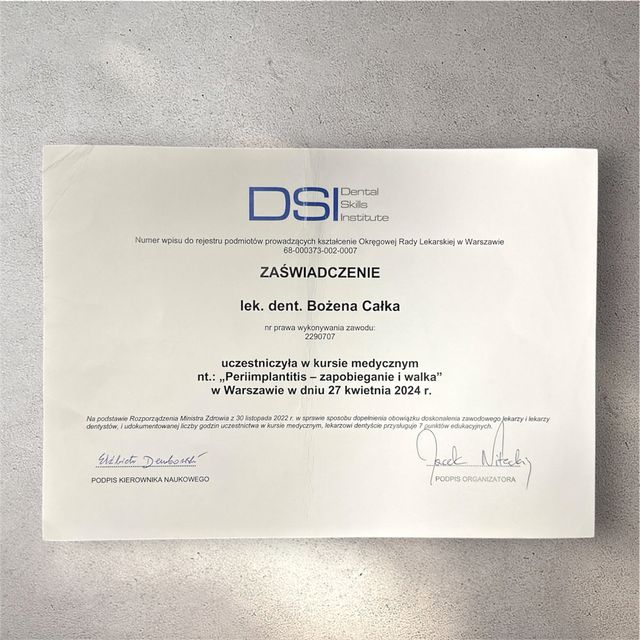 DSI Dental
Skills
Institute
Numer wpisu do rejestru podmiotów prowadzących kształcenie Okręgowej Rady Lekarskiej w Warszawie
68-000373-002-0007
ZAŚWIADCZENIE
lek. dent. Bożena Całka
nr prawa wykonywania zawodu:
2290707
uczestniczyła w kursie medycznym
nt.: „Periimplantitis – zapobieganie i walka”
w Warszawie w dniu 27 kwietnia 2024 r.
Na podstawie Rozporządzenia Ministra Zdrowia z 30 listopada 2022 r. w sprawie sposobu dopełnienia obowiązku doskonalenia zawodowego lekarzy i lekarzy
dentystów, i udokumentowanej liczby godzin uczestnictwa w kursie medycznym, lekarzowi dentyście przysługuje 7 punktów edukacyjnych.
Elżbieta
Jacek
PODPIS KIEROWNIKA NAUKOWEGO
PODPIS ORGANIZATORA